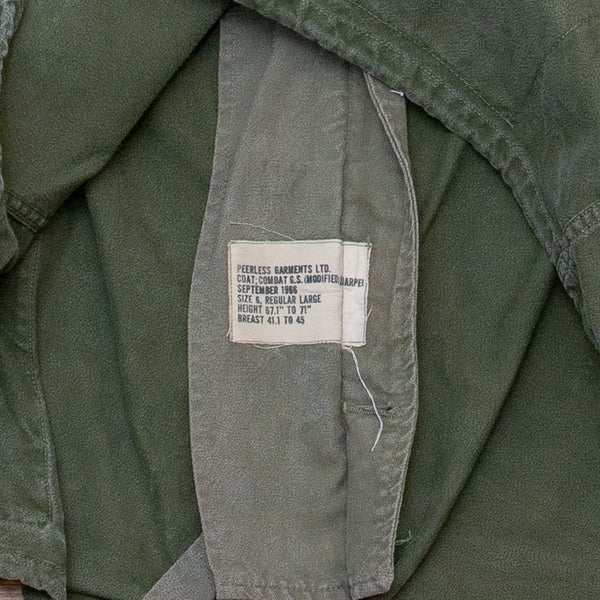 PEERLESS GARMENTS LTD.
COAT; COMBAT G.S. (MODIFIED)
SEPTEMBER 1966
SIZE 6, REGULAR LARGE
HEIGHT 67.1" TO 71"
BREAST 41.1 TO 45